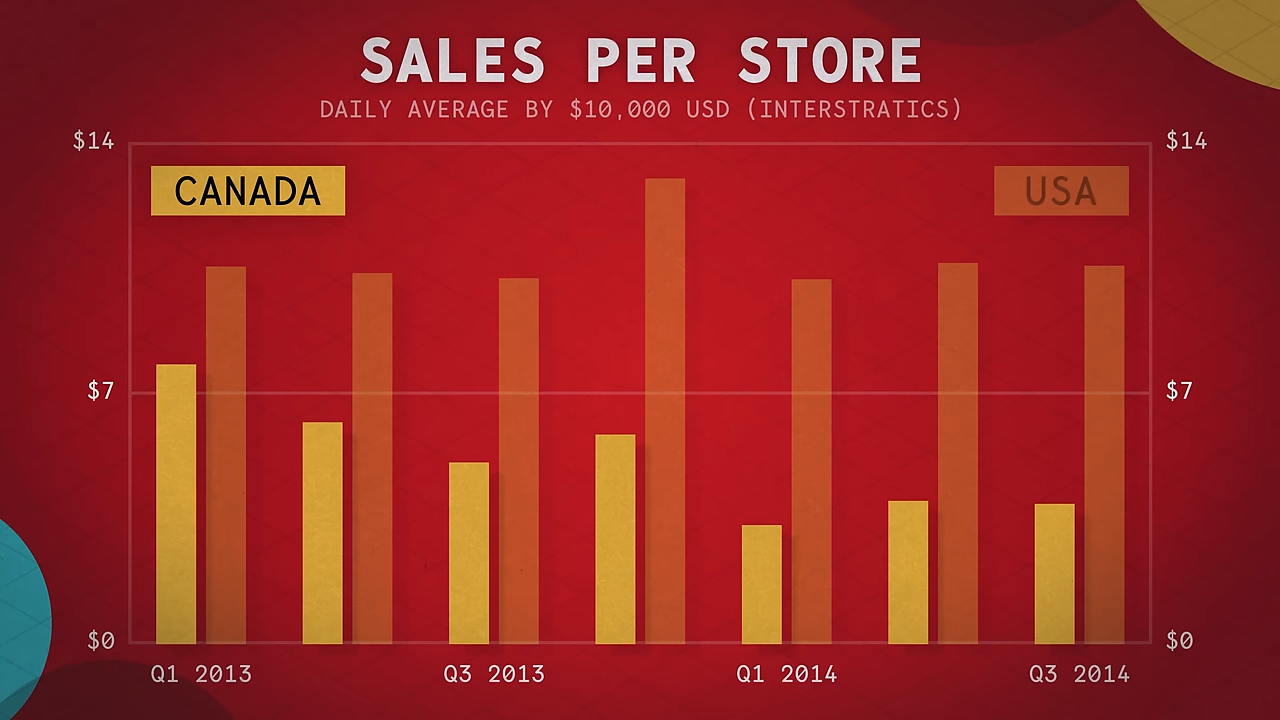 SALES PER STORE
DAILY AVERAGE BY $10,000 USD (INTERSTRATICS)
$14 $14
CANADA USA
$7 $7
$0 $0
Q1 2013 Q3 2013 Q1 2014 Q3 2014